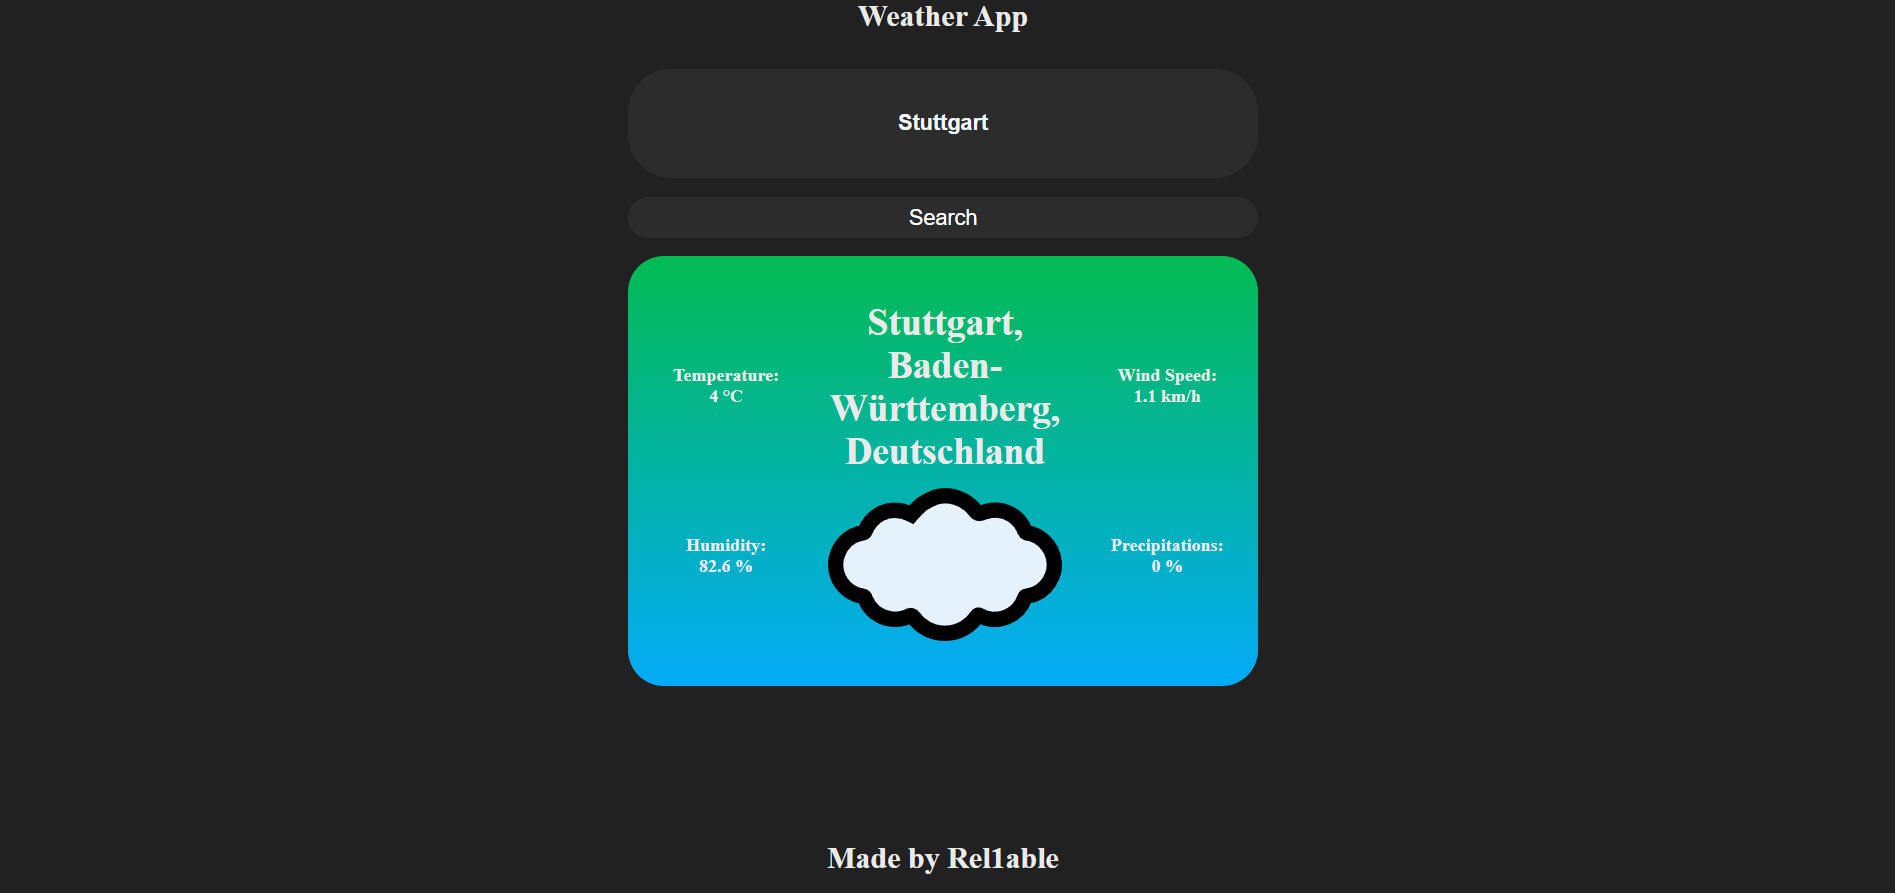 Weather App
Stuttgart
Search
Stuttgart,
Baden-
Württemberg,
Deutschland
Temperature:
4 °C
Wind Speed:
1.1 km/h
Humidity:
82.6 %
Precipitations:
0 %
Made by Rel1able